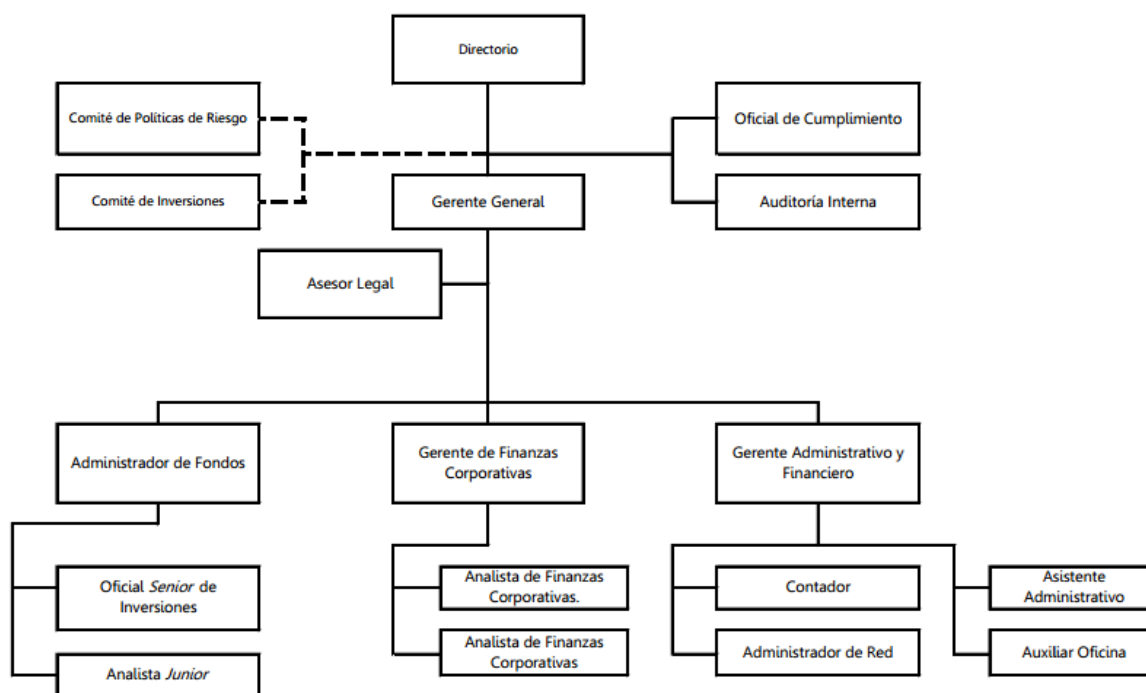 Directorio
Comité de Políticas de Riesgo
Oficial de Cumplimiento
Comité de Inversiones
Gerente General
Auditoría Interna
Asesor Legal
Administrador de Fondos
Gerente de Finanzas
Corporativas
Gerente Administrativo y
Financiero
Oficial Senior de
Inversiones
Analista de Finanzas
Corporativas.
Contador
Asistente
Administrativo
Analista Junior
Analista de Finanzas
Corporativas
Administrador de Red
Auxiliar Oficina